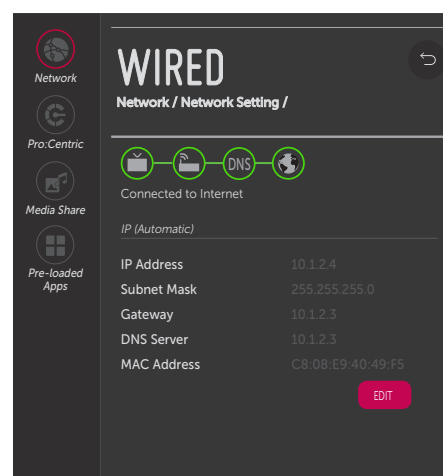 Network
Pro:Centric
Media Share
Pre-loaded
Apps
WIRED
Network / Network Setting /
DNS
Connected to Internet
IP (Automatic)
IP Address 10.1.2.4
Subnet Mask 255.255.255.0
Gateway 10.1.2.3
DNS Server 10.1.2.3
MAC Address C8:08:E9:40:49:F5
EDIT